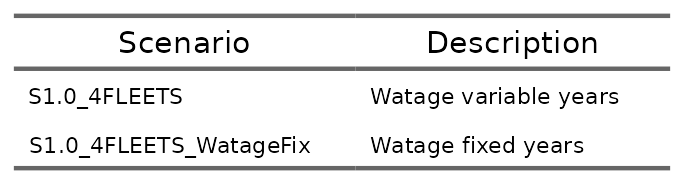 Scenario Description
S1.0_4FLEETS Watage variable years
S1.0_4FLEETS_WatageFix Watage fixed years